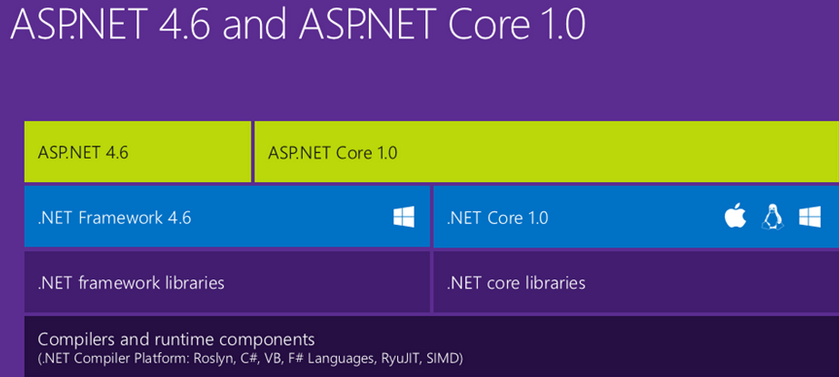 ASP.NET 4.6 and ASP.NET Core 1.0
ASP.NET 4.6
ASP.NET Core 1.0
.NET Framework 4.6
.NET Core 1.0
.NET framework libraries
.NET core libraries
Compilers and runtime components
(.NET Compiler Platform: Roslyn, C#, VB, F# Languages, RyuJIT, SIMD)